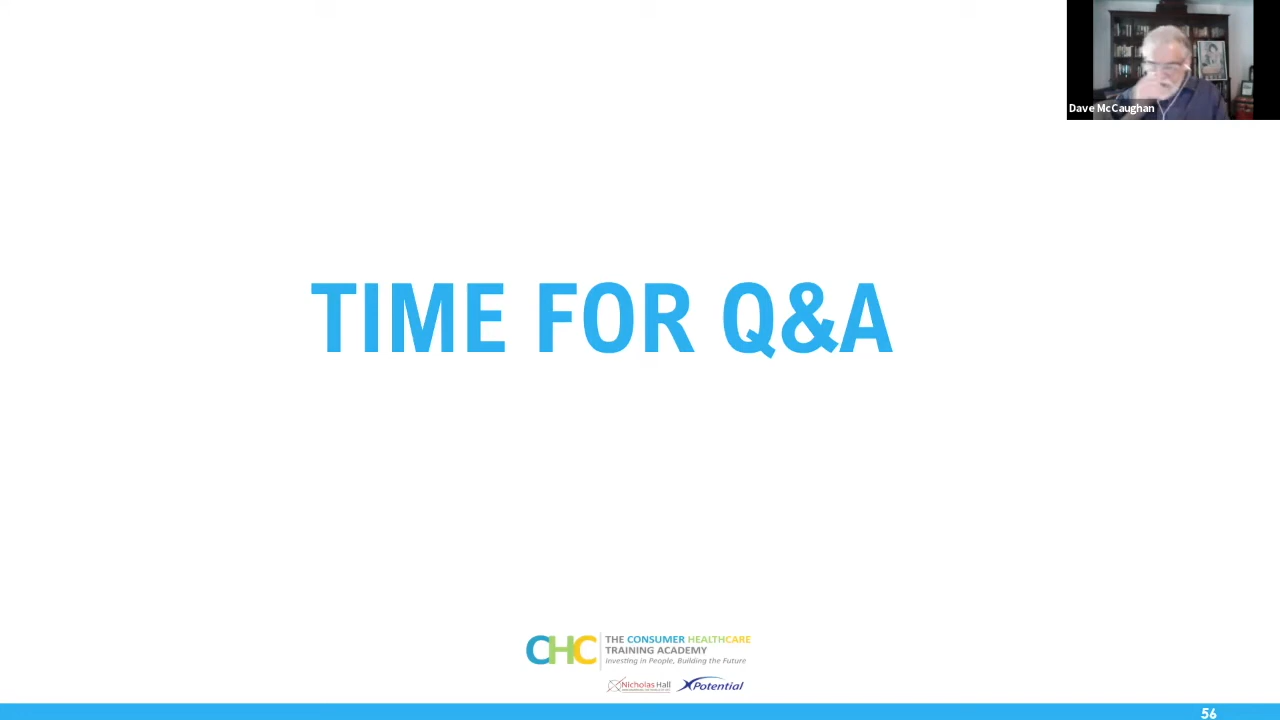 Dave McCaughan
TIME FOR Q&A
CHC
THE CONSUMER HEALTHCARE
TRAINING ACADEMY
Investing in People, Building the Future
Nicholas Hall
XPotential
56